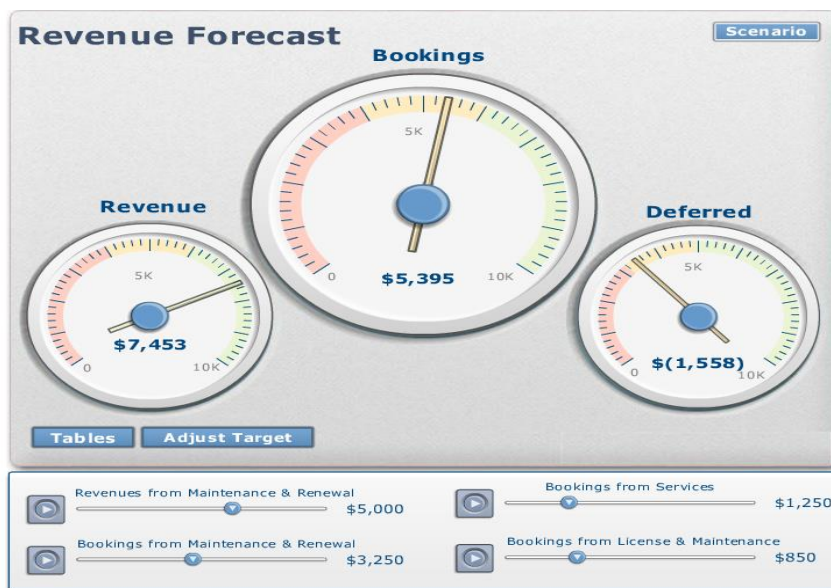 Revenue Forecast
Scenario
Bookings
5K
0
10K
$5,395
Revenue
5K
0
10K
$7,453
Deferred
5K
0
10K
$(1,558)
Tables
Adjust Target
Revenues from Maintenance & Renewal
$5,000
Bookings from Services
$1,250
Bookings from Maintenance & Renewal
$3,250
Bookings from License & Maintenance
$850